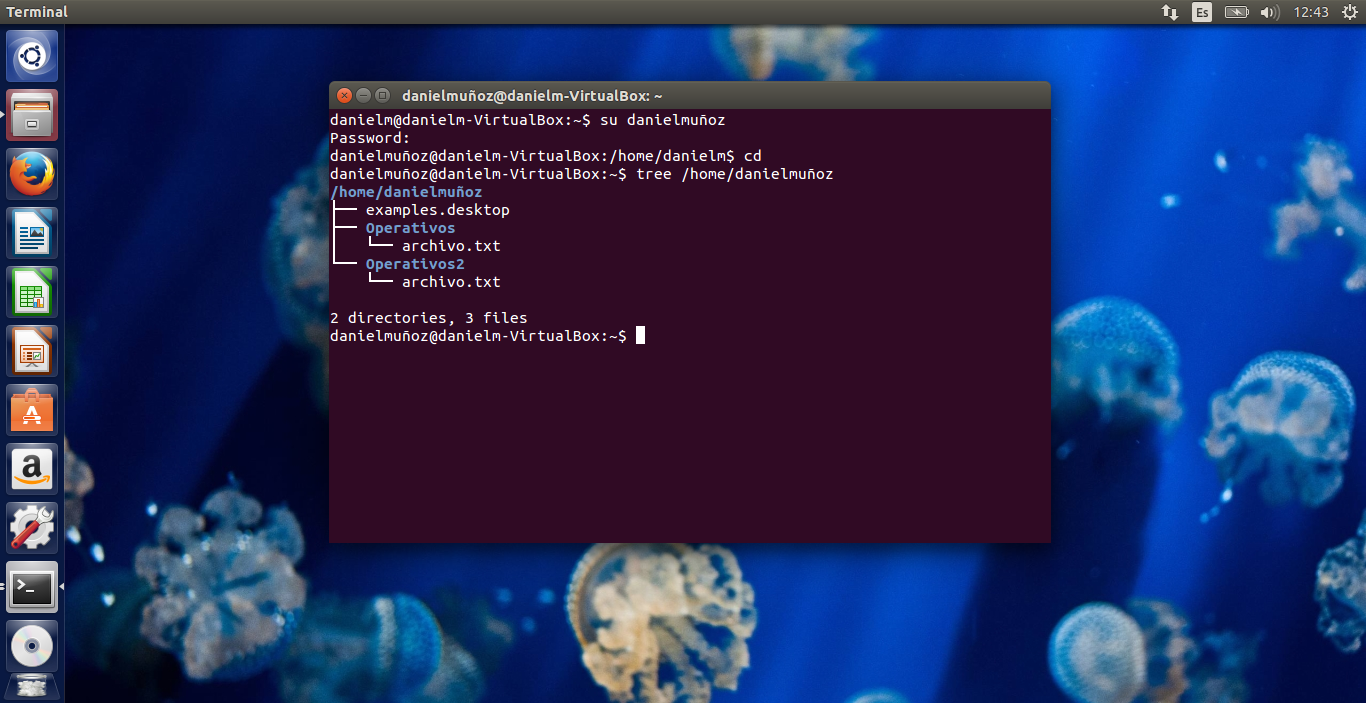 Terminal
Es
12:43
danielmuñoz@danielm-VirtualBox: ~
danielm@danielm-VirtualBox:~$ su danielmuñoz
Password:
danielmuñoz@danielm-VirtualBox:/home/danielm$ cd
danielmuñoz@danielm-VirtualBox:~$ tree /home/danielmuñoz
/home/danielmuñoz
├── examples.desktop
├── Operativos
│   └── archivo.txt
└── Operativos2
    └── archivo.txt
2 directories, 3 files
danielmuñoz@danielm-VirtualBox:~$